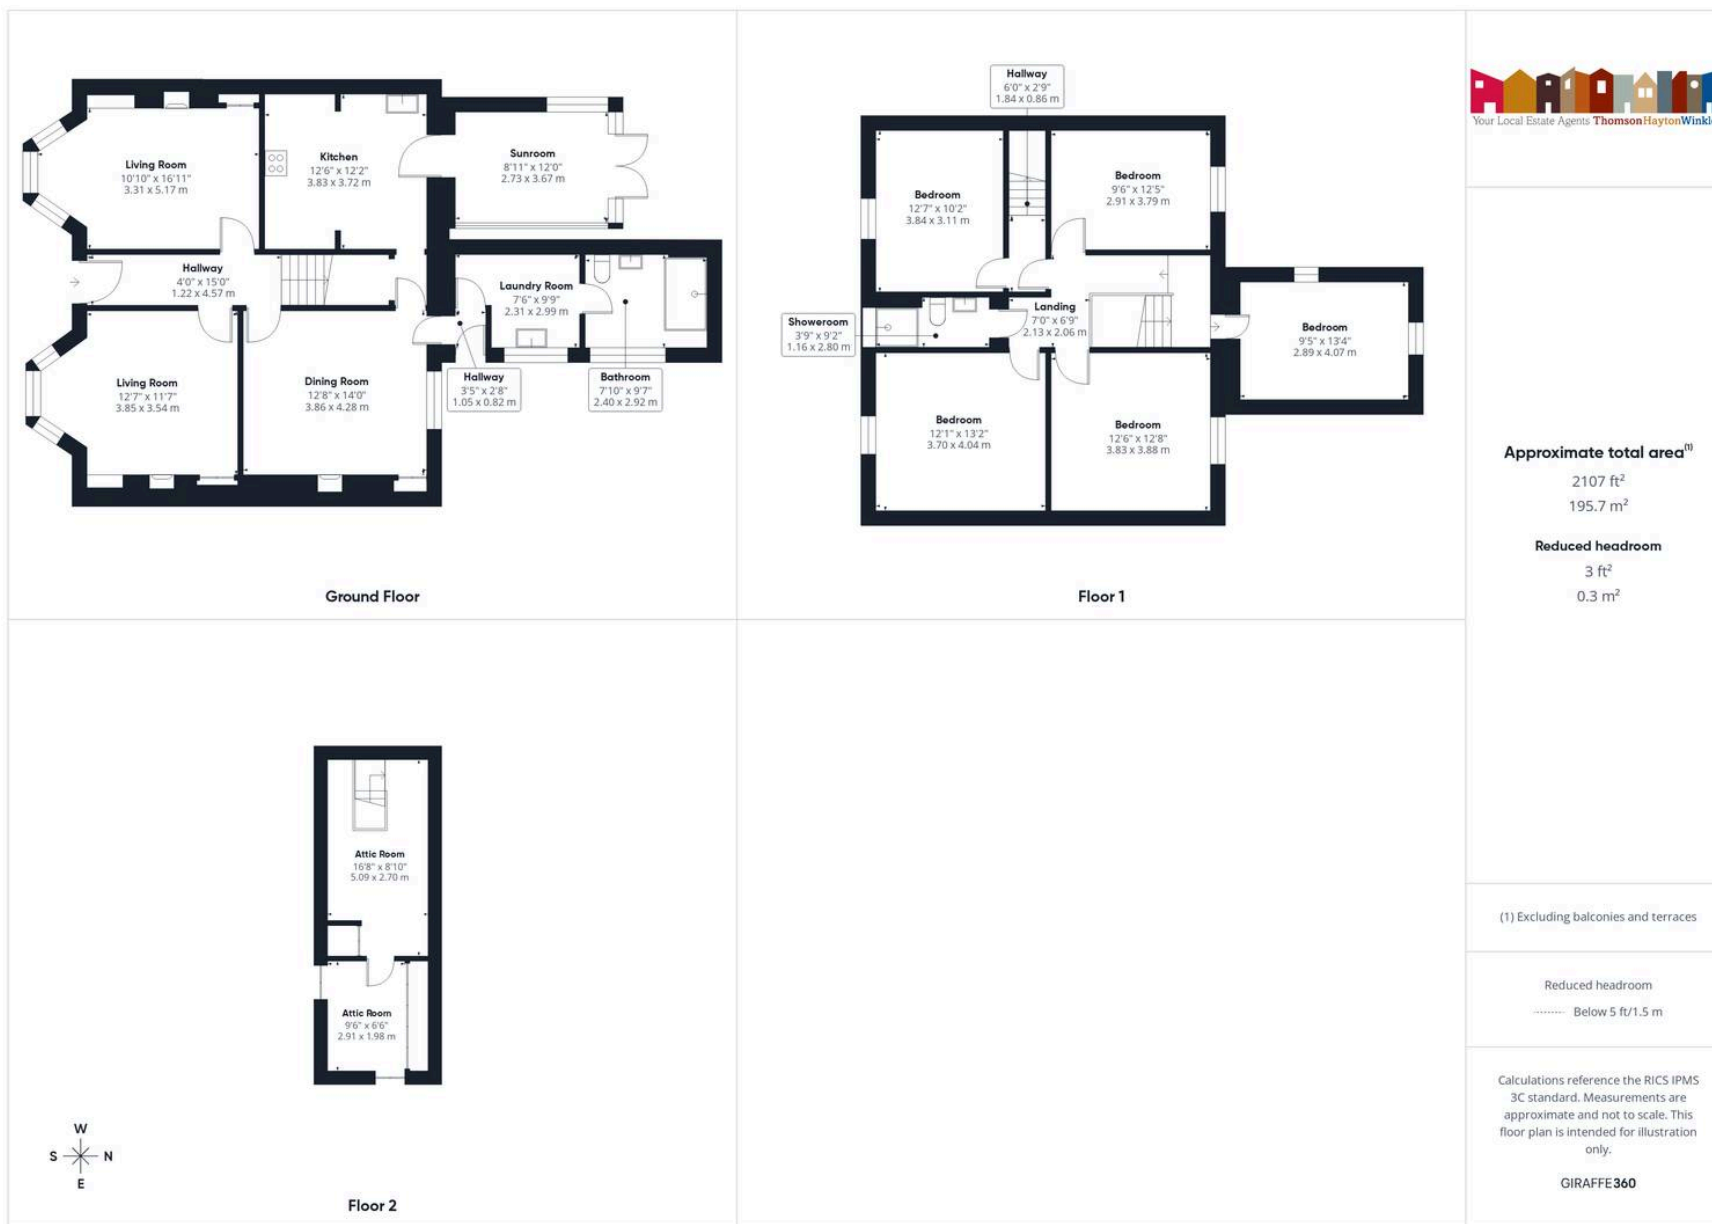 Living Room
10'10" x 16'11"
3.31 x 5.17 m
Kitchen
12'6" x 12'2"
3.83 x 3.72 m
Sunroom
8'11" x 12'0"
2.73 x 3.67 m
Hallway
4'0" x 15'0"
1.22 x 4.57 m
Laundry Room
7'6" x 9'9"
2.31 x 2.99 m
Living Room
12'7" x 11'7"
3.85 x 3.54 m
Dining Room
12'8" x 14'0"
3.86 x 4.28 m
Hallway
3'5" x 2'8"
1.05 x 0.82 m
Bathroom
7'10" x 9'7"
2.40 x 2.92 m
Ground Floor
Hallway
6'0" x 2'9"
1.84 x 0.86 m
Bedroom
12'7" x 10'2"
3.84 x 3.11 m
Bedroom
9'6" x 12'5"
2.91 x 3.79 m
Showeroom
3'9" x 9'2"
1.16 x 2.80 m
Landing
7'0" x 6'9"
2.13 x 2.06 m
Bedroom
9'5" x 13'4"
2.89 x 4.07 m
Bedroom
12'1" x 13'2"
3.70 x 4.04 m
Bedroom
12'6" x 12'8"
3.83 x 3.88 m
Floor 1
Attic Room
16'8" x 8'10"
5.09 x 2.70 m
Attic Room
9'6" x 6'6"
2.91 x 1.98 m
W
S N
E
Floor 2
Your Local Estate Agents ThomsonHaytonWinkl
Approximate total area(1)
2107 ft²
195.7 m²
Reduced headroom
3 ft²
0.3 m²
(1) Excluding balconies and terraces
Reduced headroom
Below 5 ft/1.5 m
Calculations reference the RICS IPMS
3C standard. Measurements are
approximate and not to scale. This
floor plan is intended for illustration
only.
GIRAFFE360